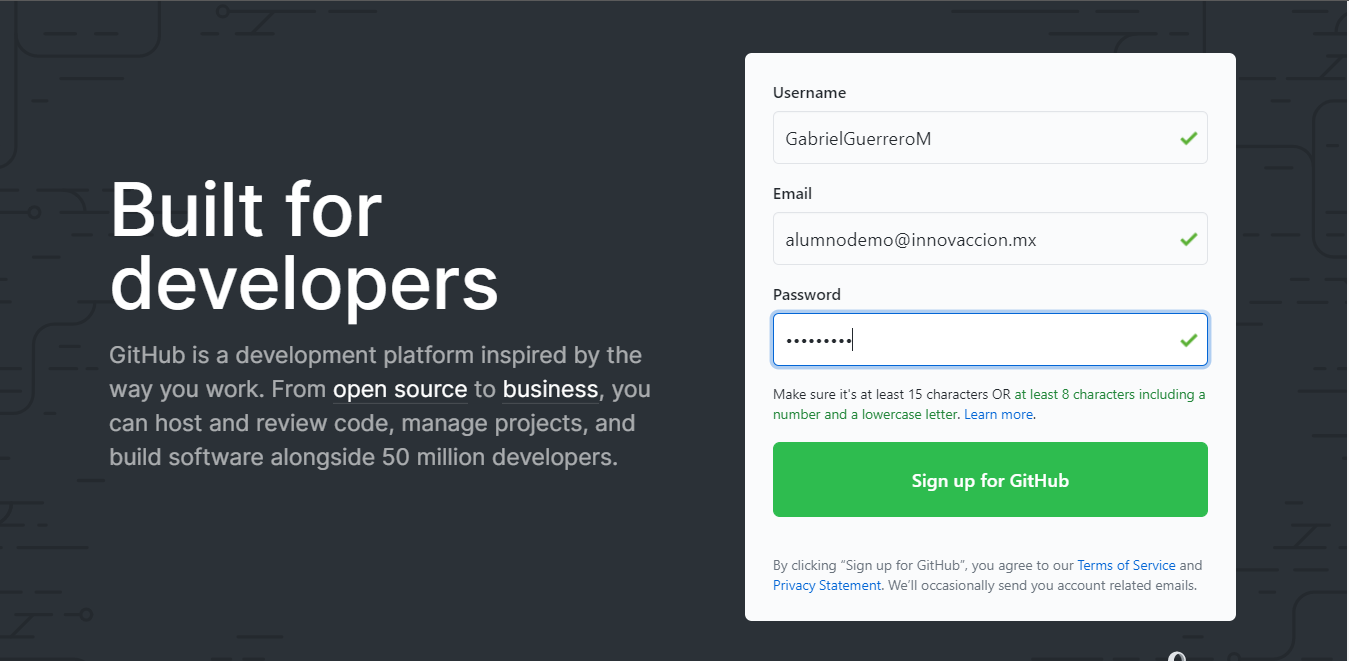 Built for
developers
GitHub is a development platform inspired by the
way you work. From open source to business, you
can host and review code, manage projects, and
build software alongside 50 million developers.
Username
GabrielGuerreroM
Email
alumnodemo@innovaccion.mx
Password
•••••••••
Make sure it's at least 15 characters OR at least 8 characters including a
number and a lowercase letter. Learn more.
Sign up for GitHub
By clicking “Sign up for GitHub”, you agree to our Terms of Service and
Privacy Statement. We’ll occasionally send you account related emails.